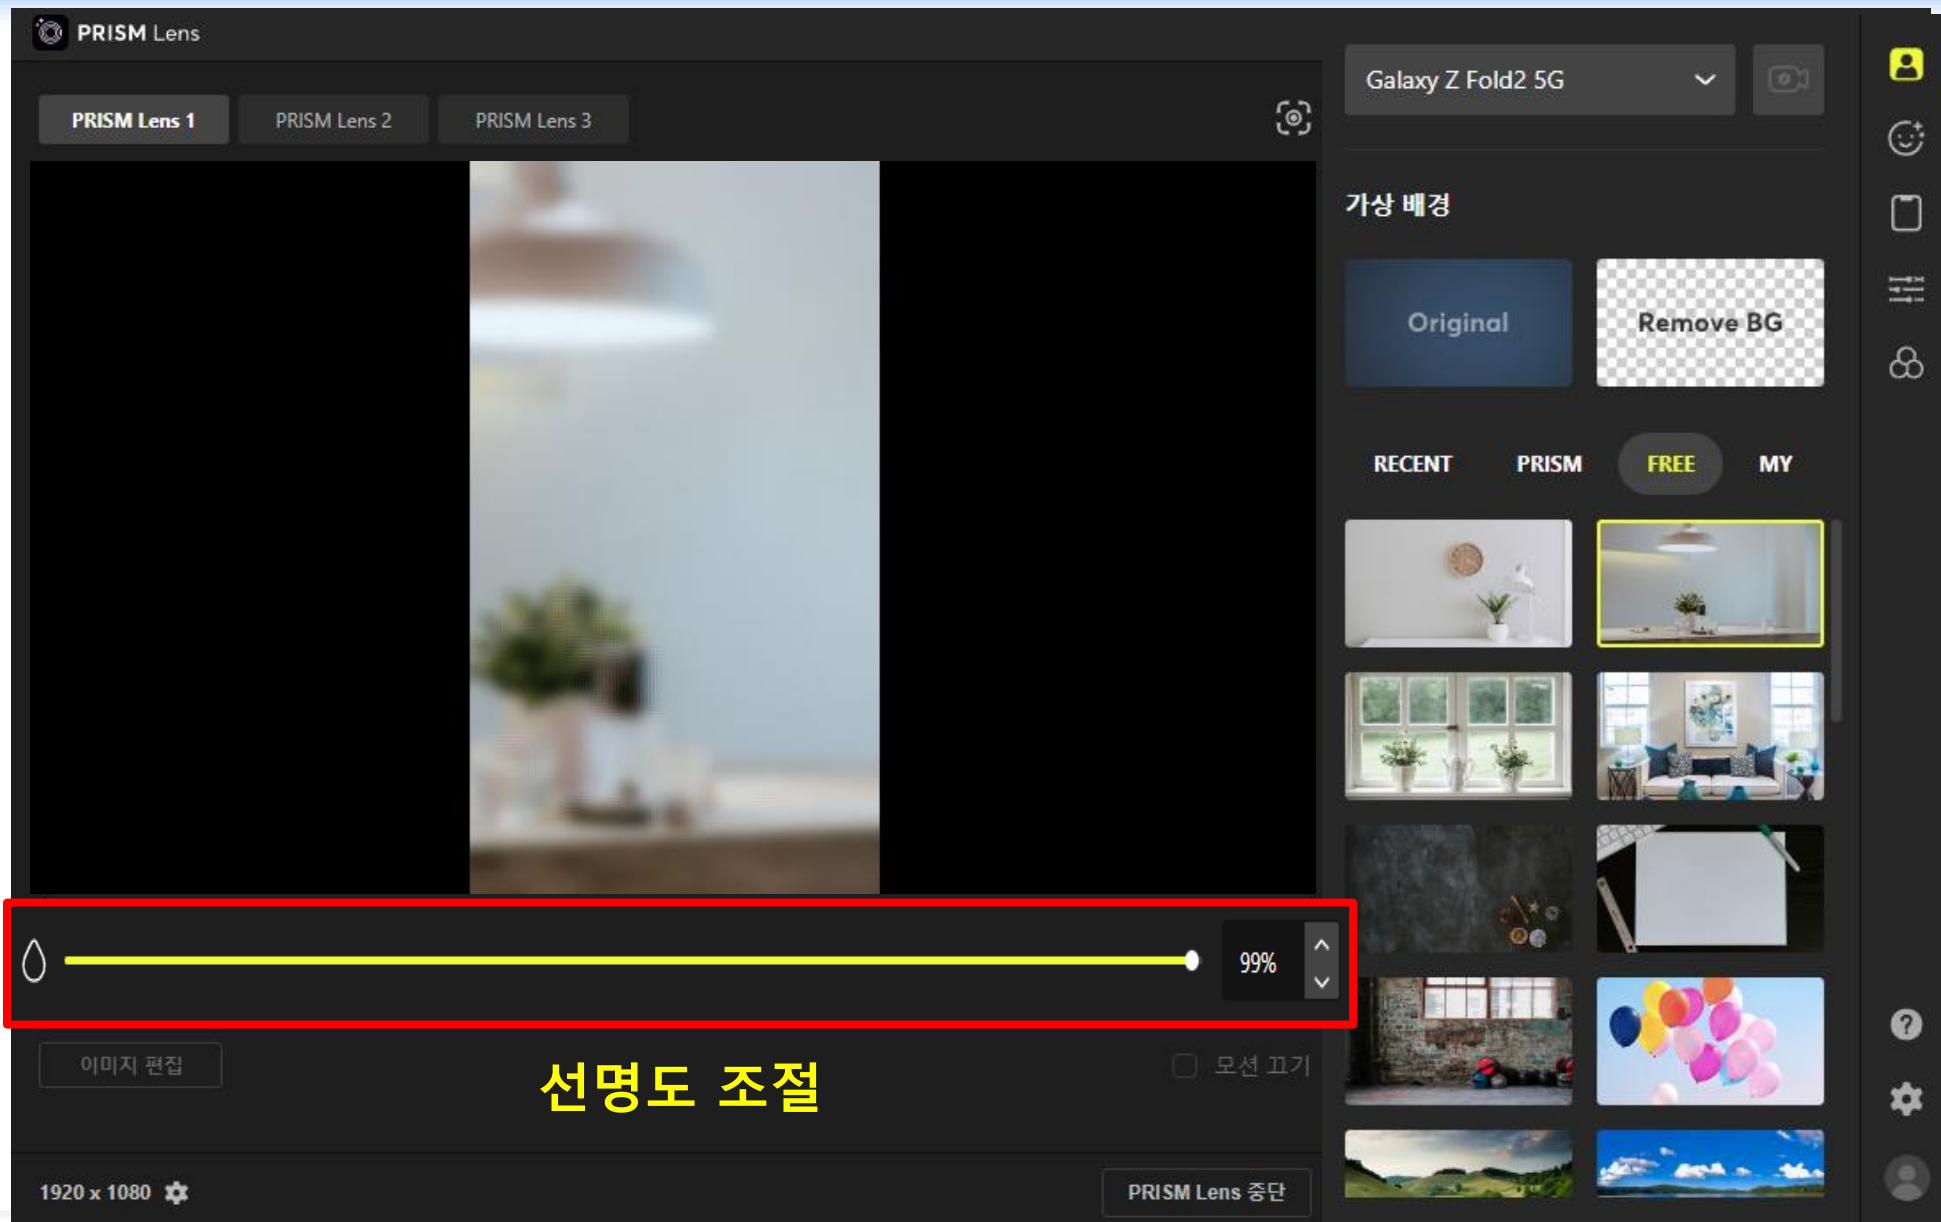 PRISM Lens
PRISM Lens 1
PRISM Lens 2
PRISM Lens 3
Galaxy Z Fold2 5G
가상 배경
Original
Remove BG
RECENT
PRISM
FREE
MY
99%
이미지 편집
선명도 조절
모션 끄기
1920 x 1080
PRISM Lens 중단
?